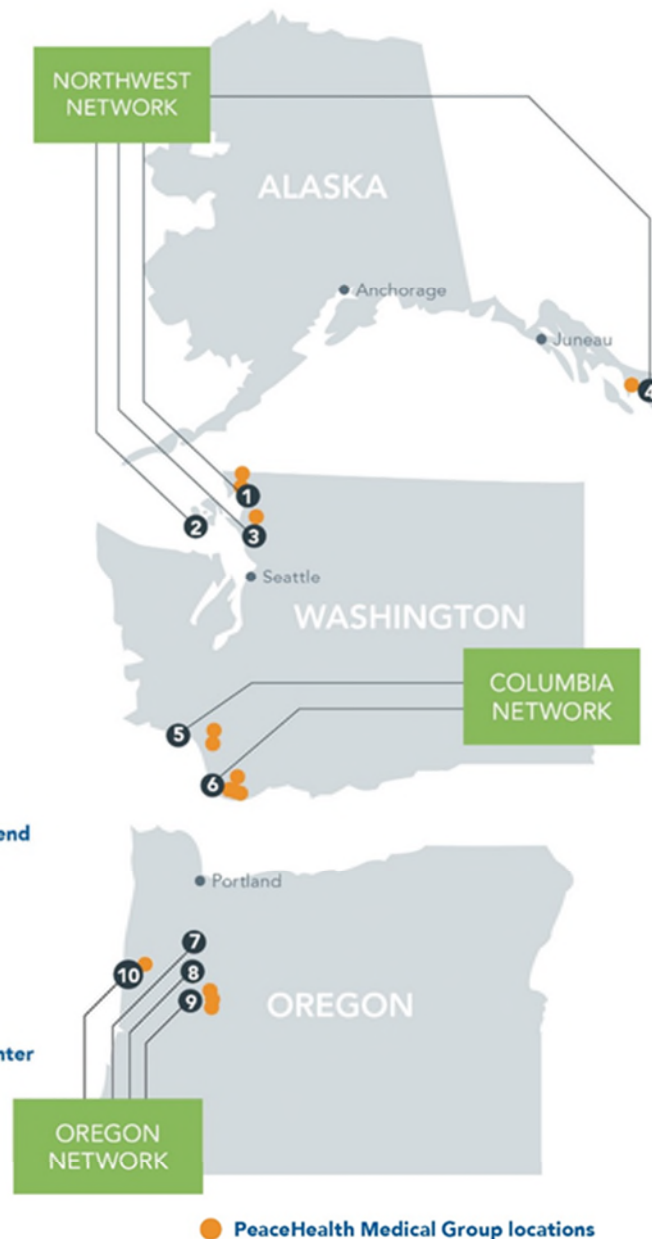 NORTHWEST
NETWORK
ALASKA
Anchorage
Juneau
4
1
2
3
Seattle
WASHINGTON
COLUMBIA
NETWORK
5
6
end
Portland
7
8
10
9
OREGON
nter
OREGON
NETWORK
PeaceHealth Medical Group locations